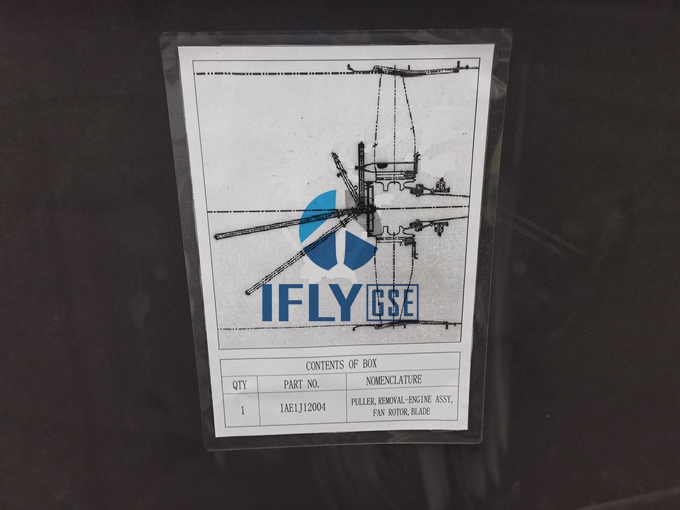 IFLY GSE
CONTENTS OF BOX
QTY PART NO. NOMENCLATURE
1 IAE1J12004 PULLER, REMOVAL-ENGINE ASSY,
FAN ROTOR, BLADE